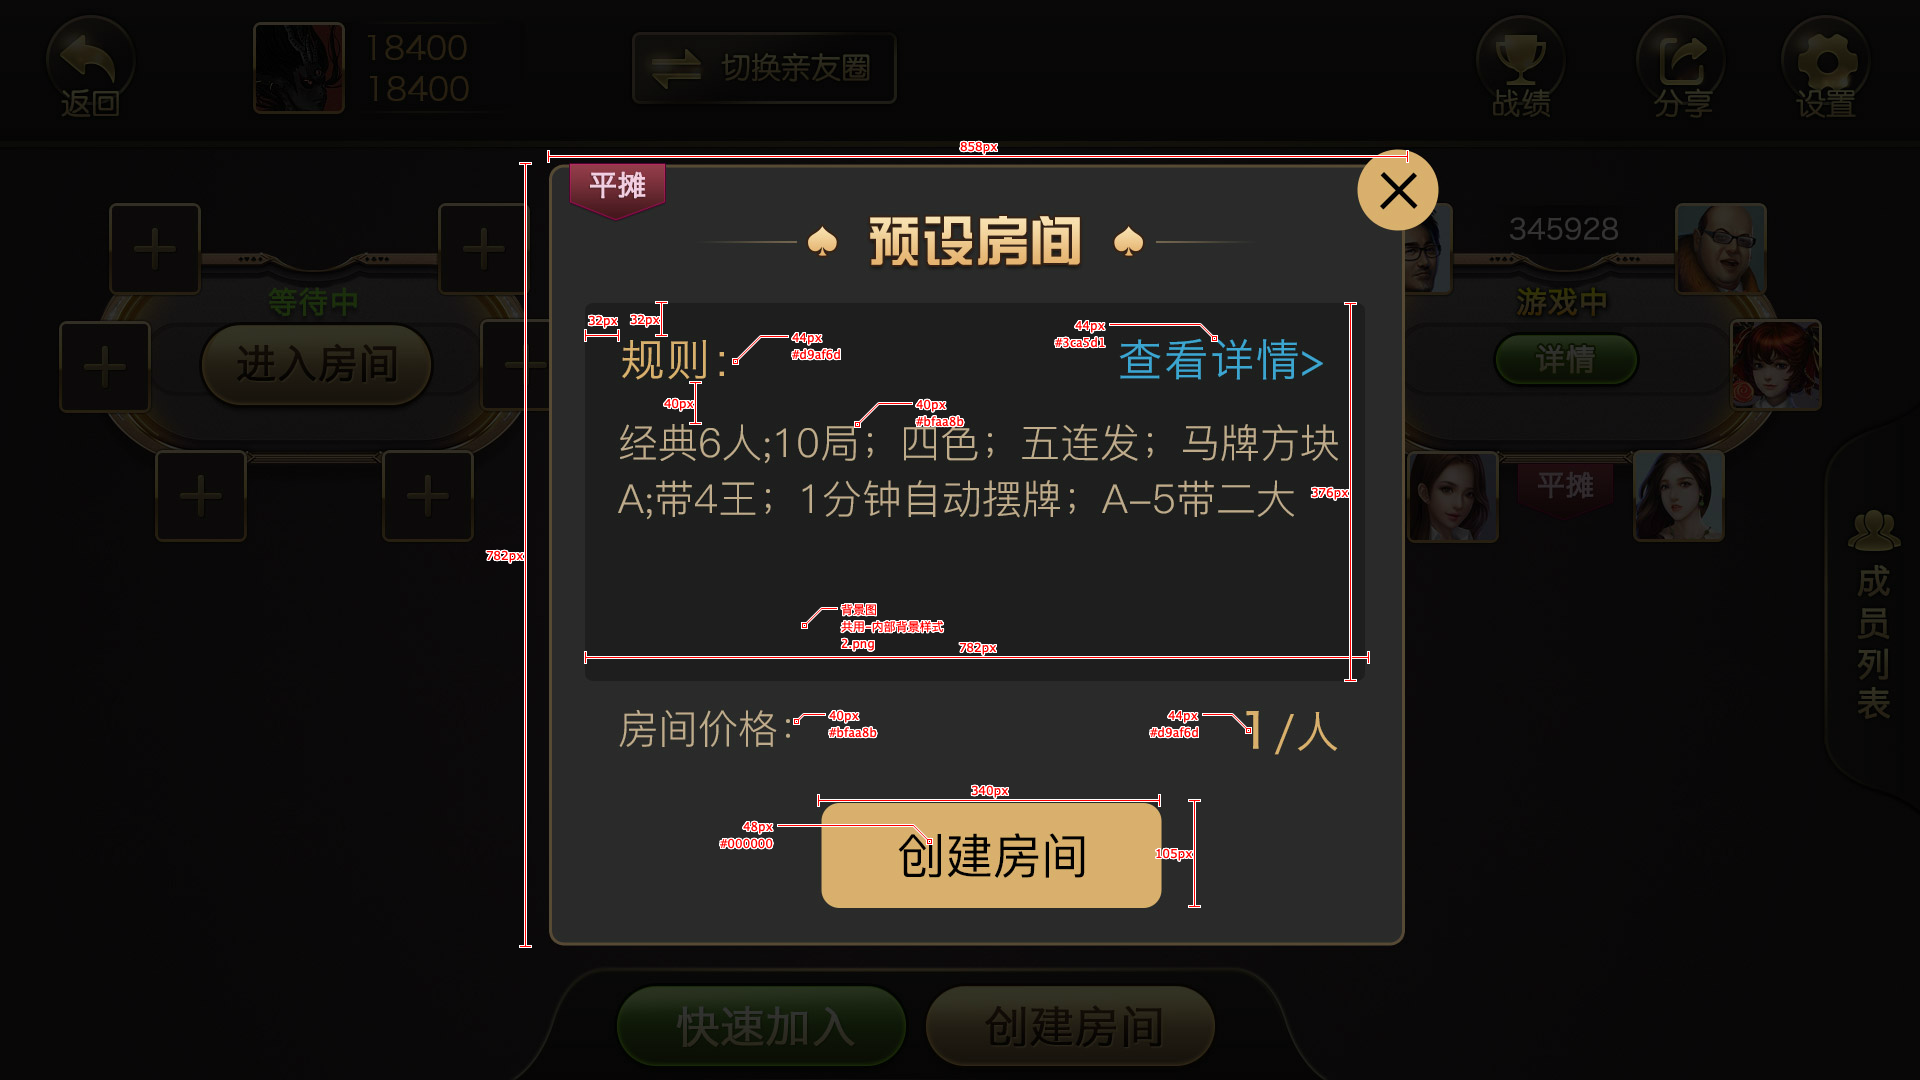 18400
18400
返回
切换亲友圈
战绩
分享
设置
858px
平摊
预设房间
345928
等待中
进入房间
游戏中
详情
平摊
成员列表
32px
32px
44px
#d9af6d
44px
#3ca5d1
规则：
查看详情>
40px
40px
#bfaa8b
经典6人;10局；四色；五连发；马牌方块
A;带4王；1分钟自动摆牌；A-5带二大
376px
782px
背景图
共用-内部背景样式
2.png
782px
房间价格：
40px
#bfaa8b
44px
#d9af6d
1/人
340px
48px
#000000
创建房间
105px
快速加入
创建房间